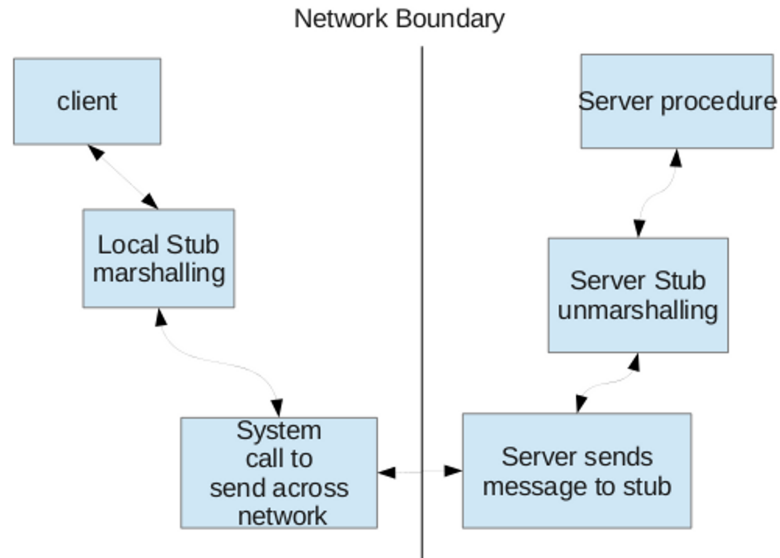 Network Boundary
client
Server procedure
Local Stub
marshalling
Server Stub
unmarshalling
System
call to
send across
network
Server sends
message to stub